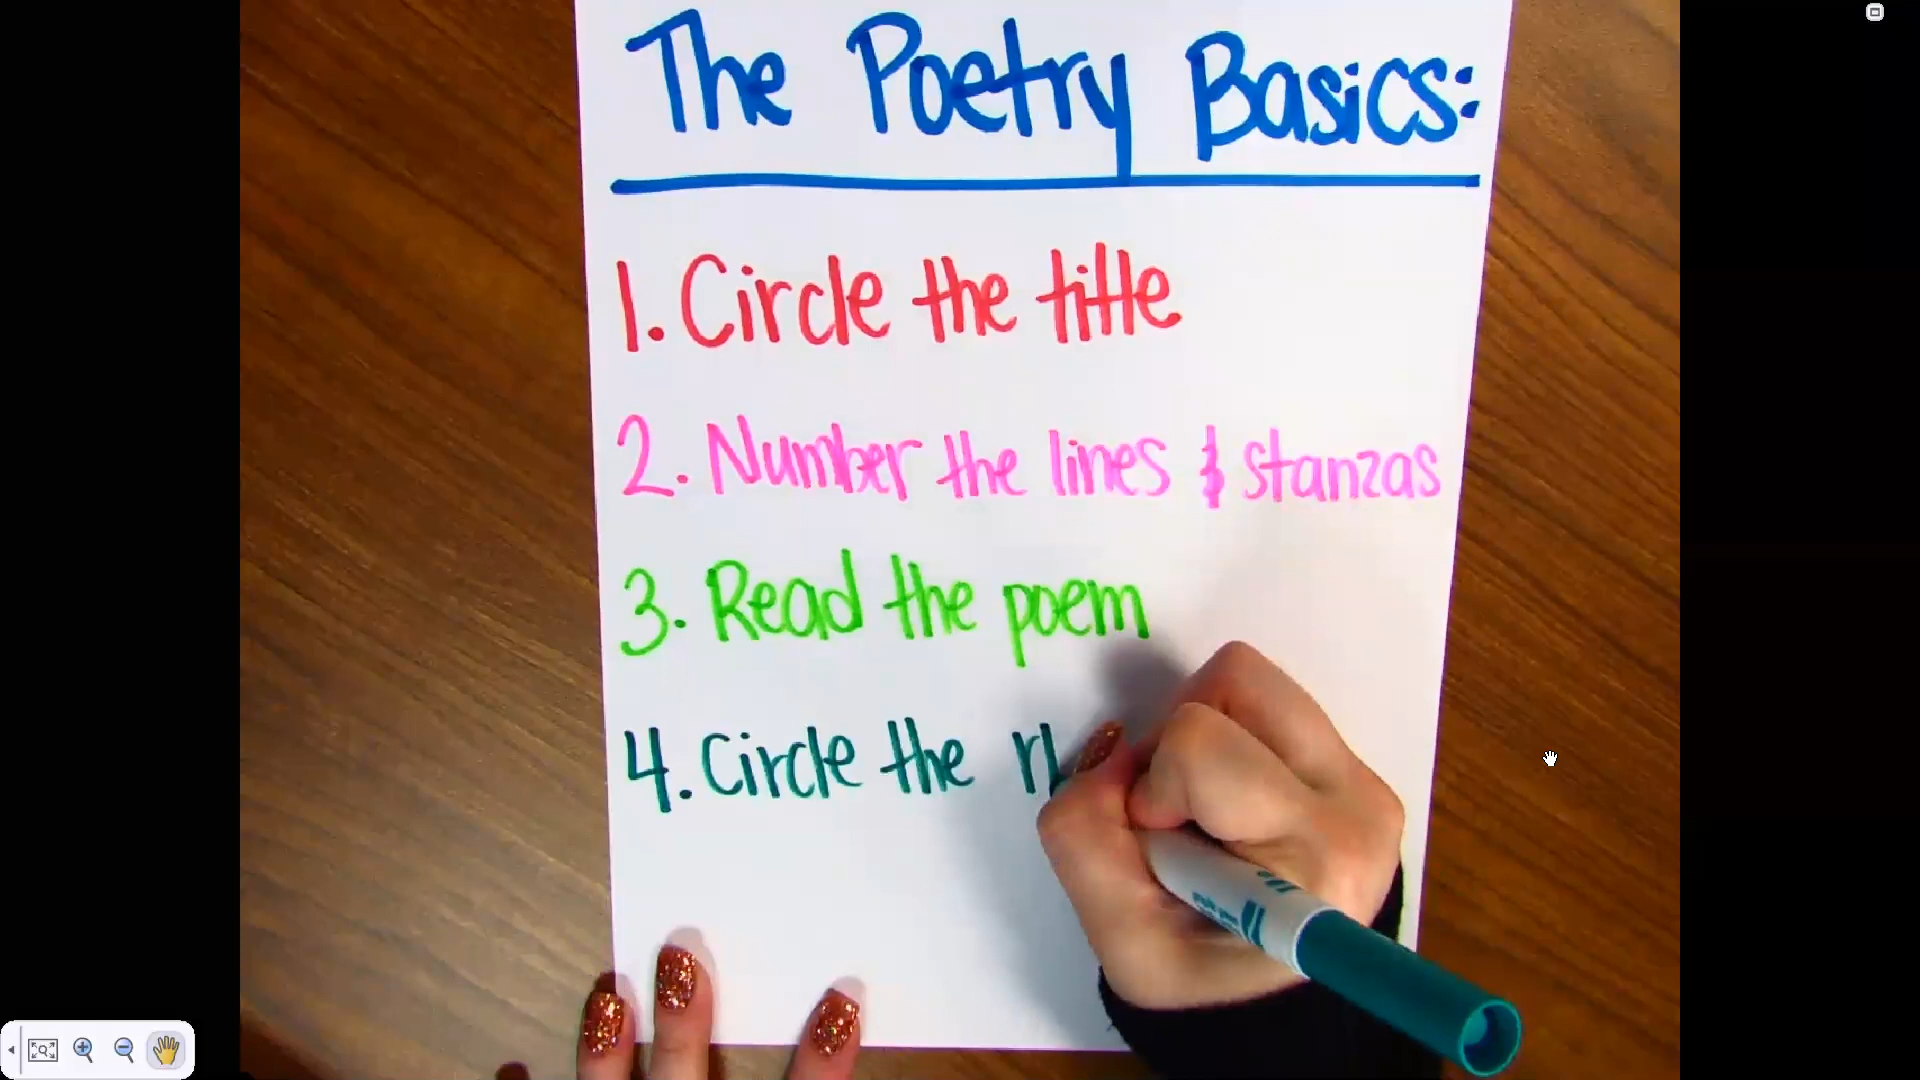 The Poetry Basics:
1. Circle the title
2. Number the lines & stanzas
3. Read the poem
4. Circle the rh